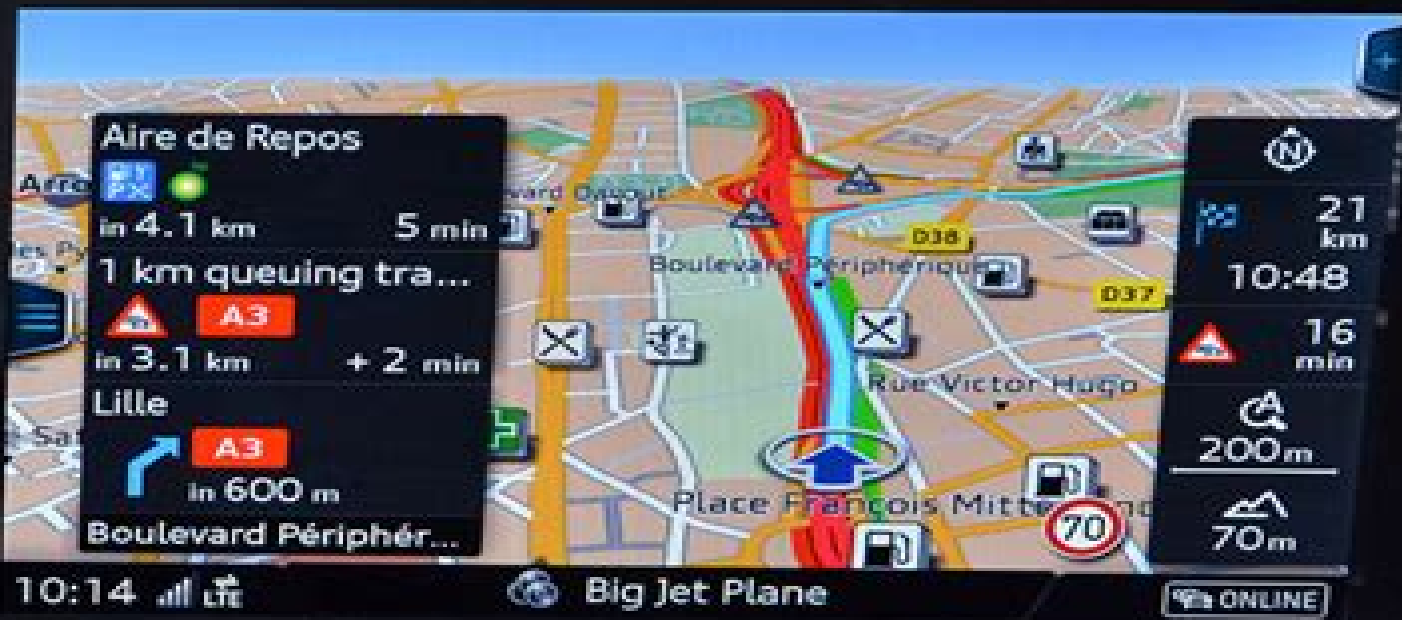 Aire de Repos
in 4.1 km 5 min
1 km queuing tra...
A3
in 3.1 km + 2 min
Lille
A3
in 600 m
Boulevard Périphér...
Arro
D38
Boulevard Périphérique
D37
Rue Victor Hugo
Place François Mitte
70
N
21
km
10:48
16
min
200m
70m
10:14 LTE Big Jet Plane ONLINE